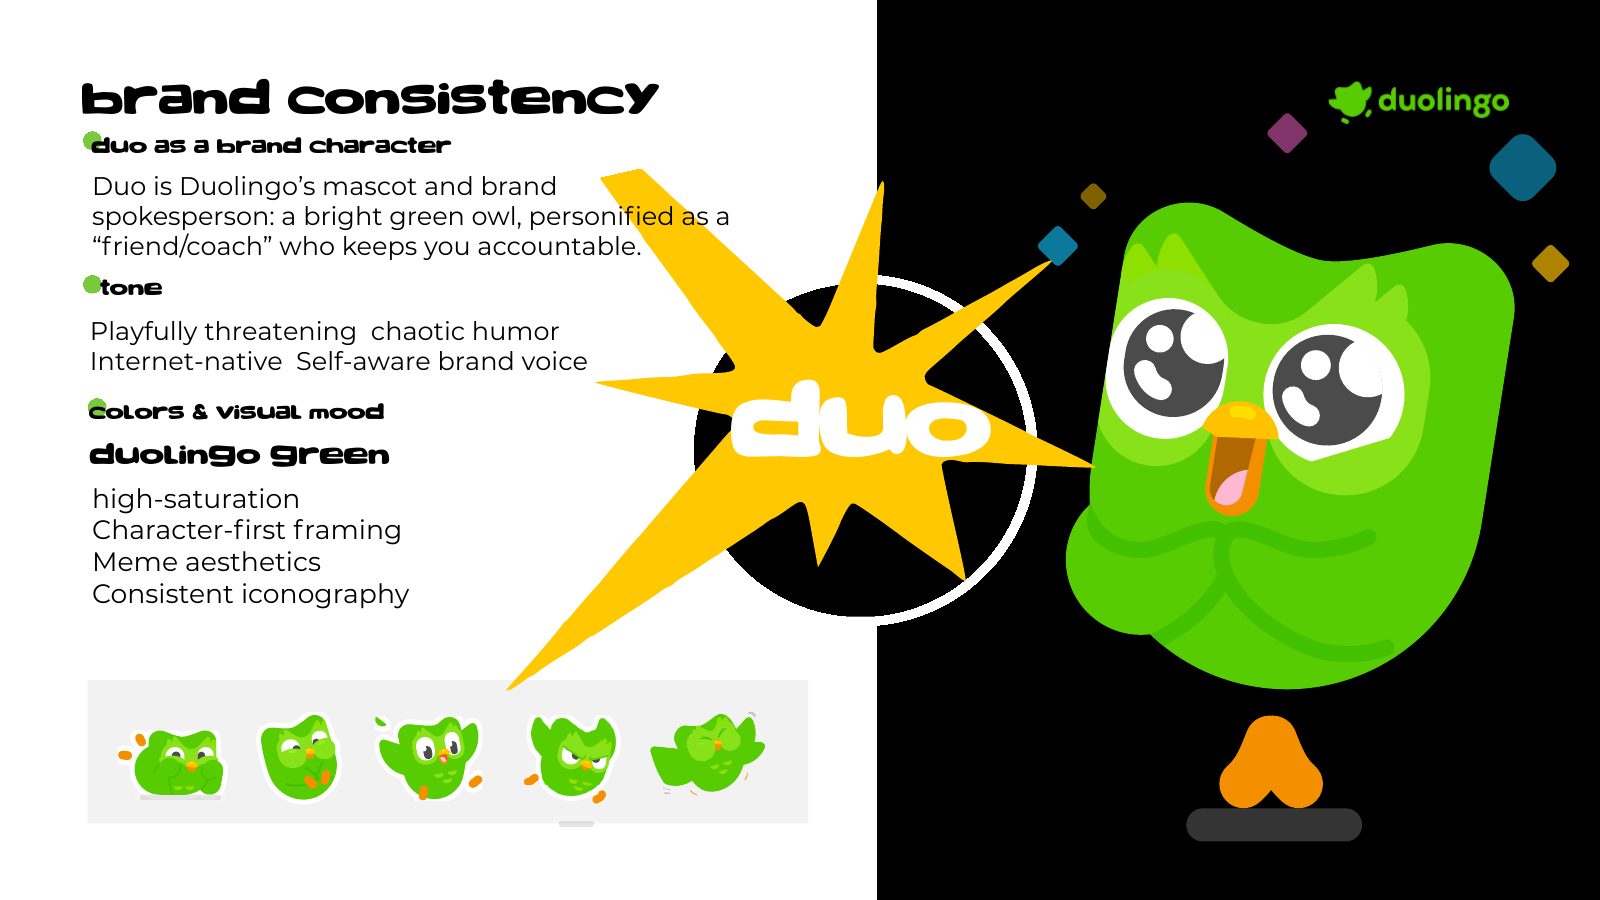 brand consistency
duo as a brand character
Duo is Duolingo’s mascot and brand
spokesperson: a bright green owl, personified as a
“friend/coach” who keeps you accountable.
tone
Playfully threatening  chaotic humor
Internet-native  Self-aware brand voice
colors & visual mood
duolingo green
high-saturation
Character-first framing
Meme aesthetics
Consistent iconography
duo
duolingo